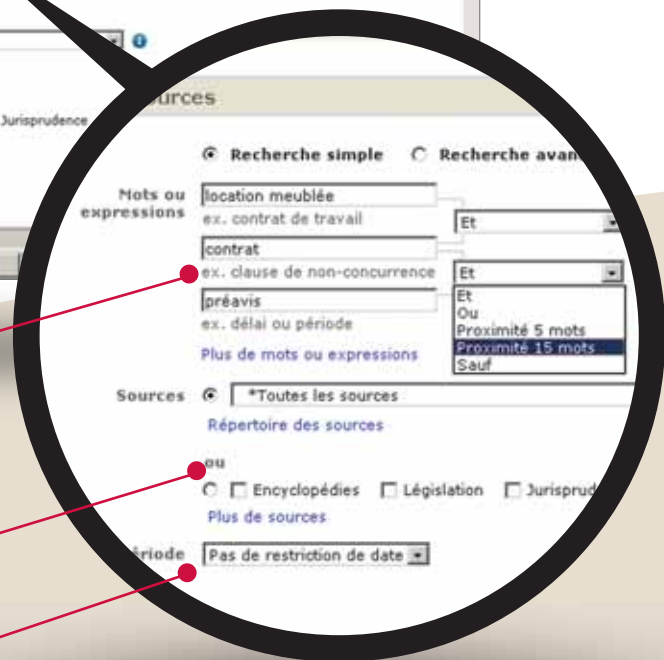 Jurisprudence
urces
Recherche simple Recherche avan
Mots ou expressions
location meublée
ex. contrat de travail
Et
contrat
ex. clause de non-concurrence
Et
Et
Ou
Proximité 5 mots
Proximité 15 mots
Sauf
préavis
ex. délai ou période
Plus de mots ou expressions
Sources *Toutes les sources
Répertoire des sources
ou
Encyclopédies Législation Jurisprud
Plus de sources
ériode Pas de restriction de date